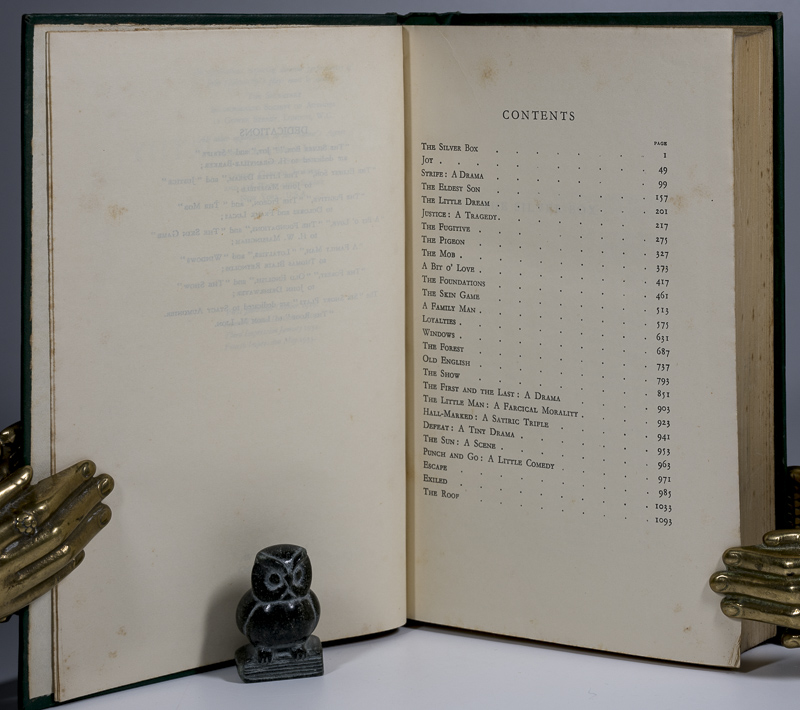 CONTENTS
PAGE
THE SILVER BOX . . . . . . . 1
JOY . . . . . . . . 49
STRIFE: A DRAMA . . . . . . . 99
THE ELDEST SON . . . . . . . 157
THE LITTLE DREAM . . . . . . . 201
JUSTICE: A TRAGEDY . . . . . . . 217
THE FUGITIVE . . . . . . . 275
THE PIGEON . . . . . . . 327
THE MOB . . . . . . . . 373
A BIT O' LOVE . . . . . . . 417
THE FOUNDATIONS . . . . . . . 461
THE SKIN GAME . . . . . . . 513
A FAMILY MAN . . . . . . . 575
LOYALTIES . . . . . . . . 631
WINDOWS . . . . . . . . 687
THE FOREST . . . . . . . 737
OLD ENGLISH . . . . . . . 793
THE SHOW . . . . . . . 851
THE FIRST AND THE LAST: A DRAMA . . . . 903
THE LITTLE MAN: A FARCICAL MORALITY . . . 923
HALL-MARKED: A SATIRIC TRIFLE . . . . 941
DEFEAT: A TINY DRAMA . . . . . . 953
THE SUN: A SCENE . . . . . . 963
PUNCH AND GO: A LITTLE COMEDY . . . . 971
ESCAPE . . . . . . . . 985
EXILED . . . . . . . . 1033
THE ROOF . . . . . . . 1093